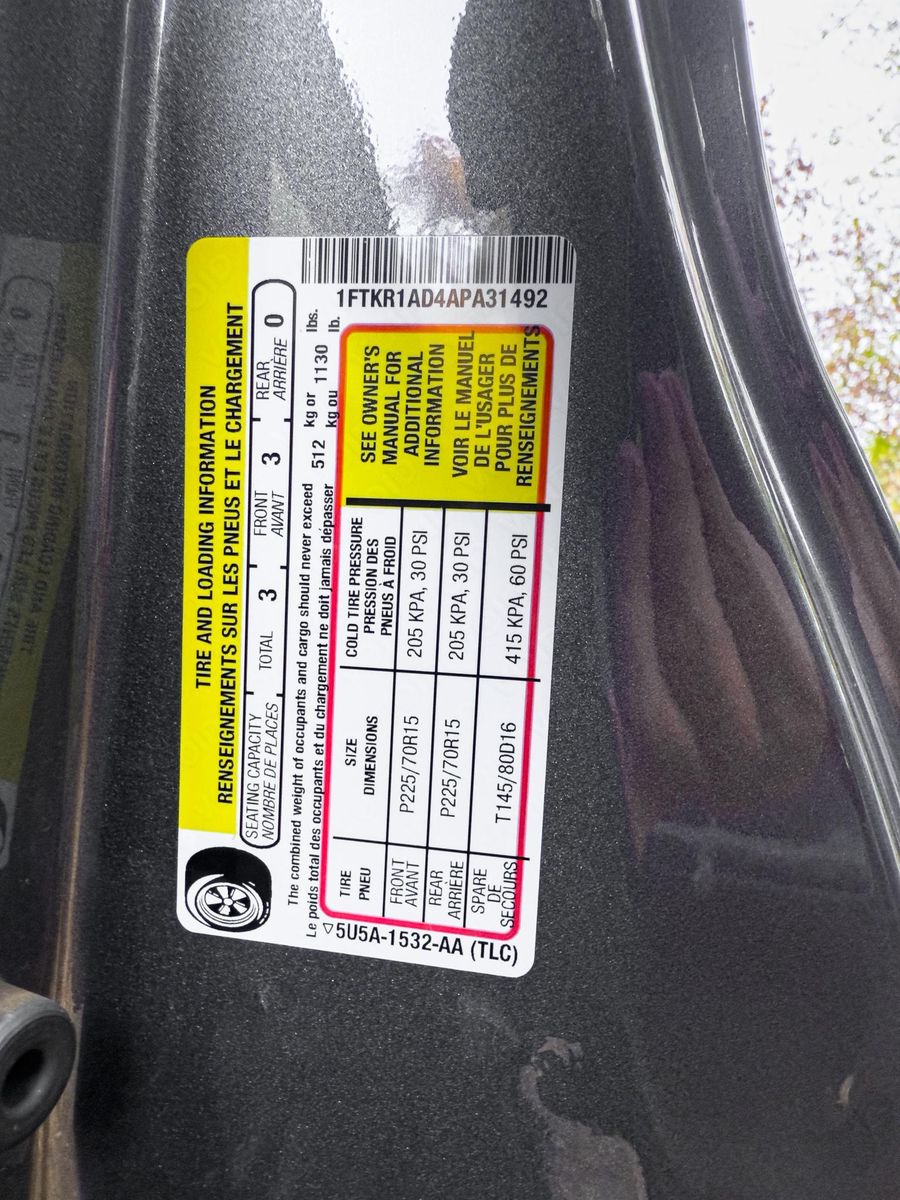 TIRE AND LOADING INFORMATION
RENSEIGNEMENTS SUR LES PNEUS ET LE CHARGEMENT
SEATING CAPACITY
NOMBRE DE PLACES
TOTAL 3
FRONT
AVANT 3
REAR
ARRIÈRE 0
The combined weight of occupants and cargo should never exceed 512 kg or 1130 lbs.
Le poids total des occupants et du chargement ne doit jamais dépasser kg ou lb.
TIRE
PNEU
SIZE
DIMENSIONS
COLD TIRE PRESSURE
PRESSION DES
PNEUS À FROID
FRONT
AVANT
P225/70R15
205 KPA, 30 PSI
REAR
ARRIÈRE
P225/70R15
205 KPA, 30 PSI
SPARE
DE
SECOURS
T145/80D16
415 KPA, 60 PSI
SEE OWNER'S
MANUAL FOR
ADDITIONAL
INFORMATION
VOIR LE MANUEL
DE L'USAGER
POUR PLUS DE
RENSEIGNEMENTS
5U5A-1532-AA (TLC)
1FTKR1AD4APA31492